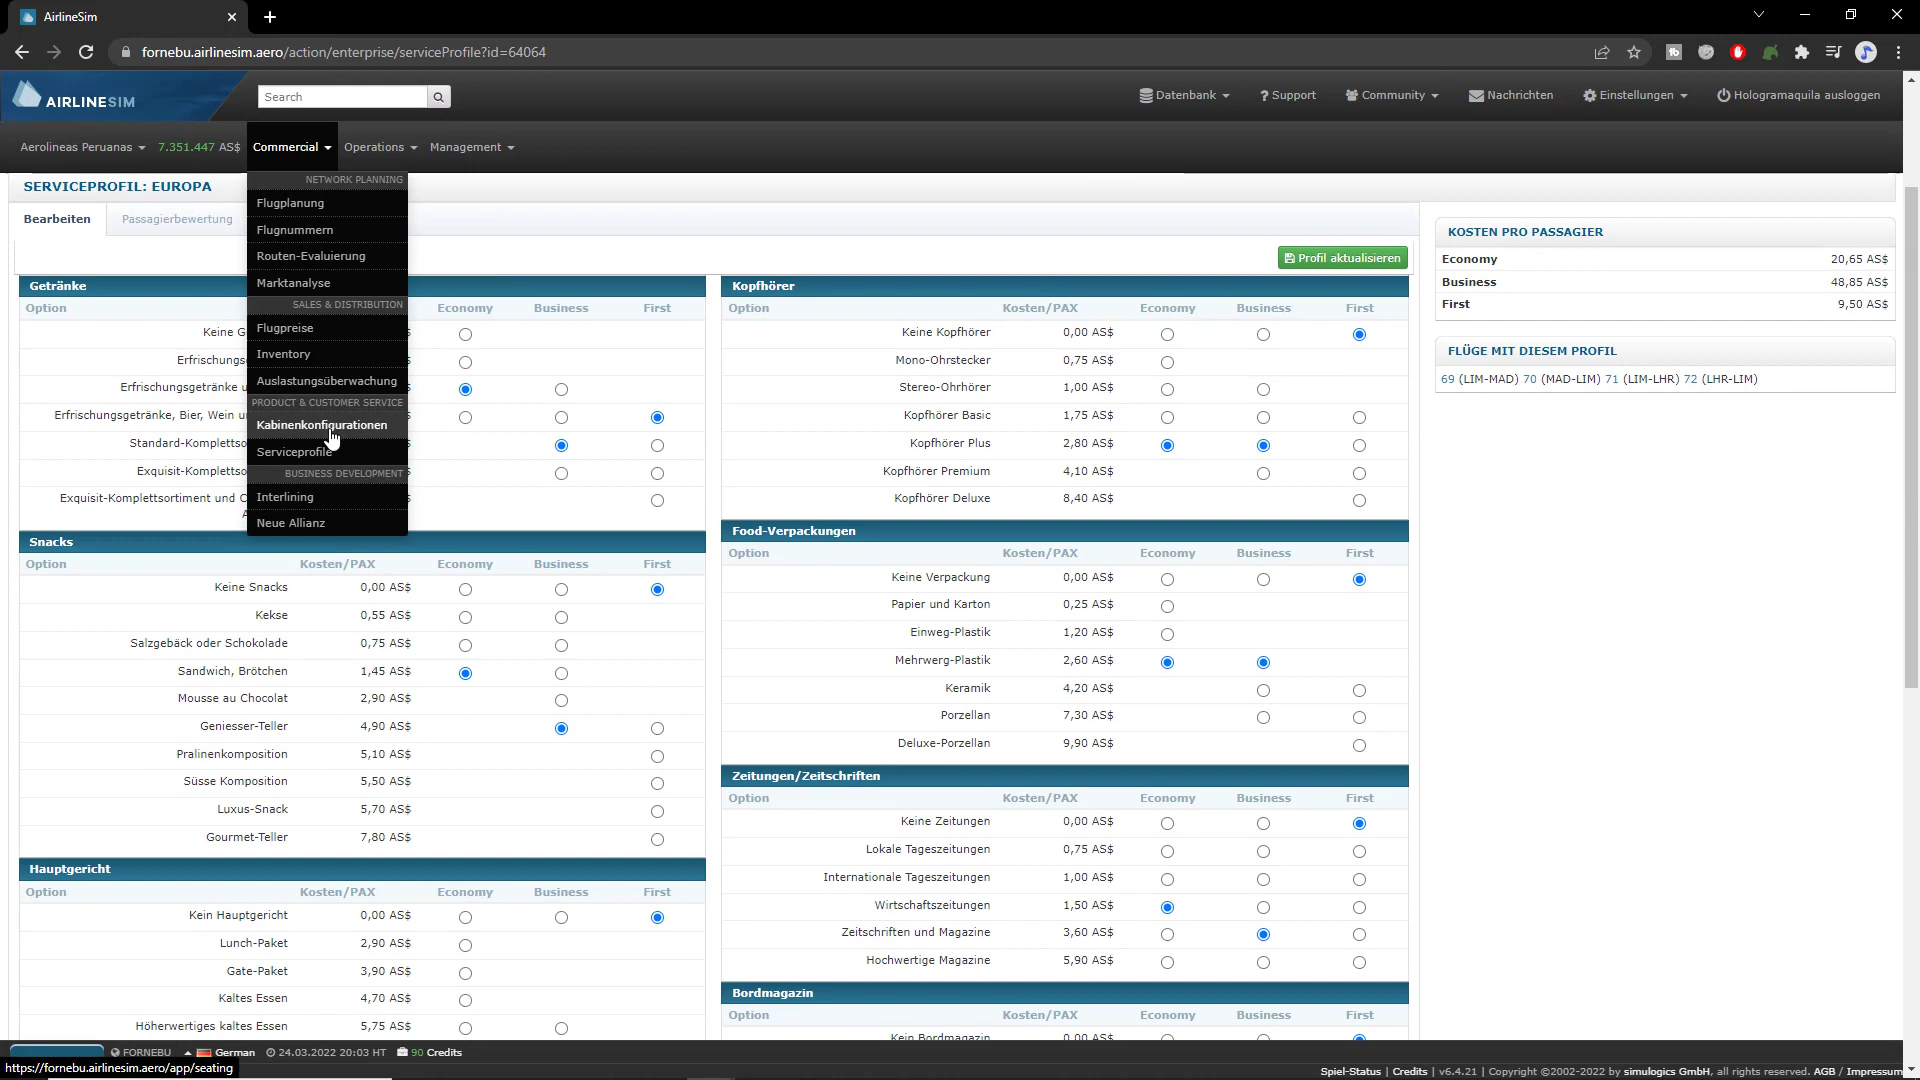 AirlineSim
fornebu.airlinesim.aero/action/enterprise/serviceProfile?id=64064
AIRLINESIM
Search
Datenbank
? Support
Community
Nachrichten
Einstellungen
Hologramaquila ausloggen
Aerolineas Peruanas 7.351.447 AS$ Commercial Operations Management
NETWORK PLANNING
Flugplanung
Flugnummern
Routen-Evaluierung
Marktanalyse
SALES & DISTRIBUTION
Flugpreise
Inventory
Auslastungsüberwachung
PRODUCT & CUSTOMER SERVICE
Kabinenkonfigurationen
Serviceprofile
BUSINESS DEVELOPMENT
Interlining
Neue Allianz
SERVICEPROFIL: EUROPA
Bearbeiten Passagierbewertung
Profil aktualisieren
Getränke
Option Economy Business First
Keine G
Erfrischungs
Erfrischungsgetränke u
Erfrischungsgetränke, Bier, Wein u
Standard-Komplettso
Exquisit-Komplettso
Exquisit-Komplettsortiment und C
Snacks
Option Kosten/PAX Economy Business First
Keine Snacks 0,00 AS$
Kekse 0,55 AS$
Salzgebäck oder Schokolade 0,75 AS$
Sandwich, Brötchen 1,45 AS$
Mousse au Chocolat 2,90 AS$
Geniesser-Teller 4,90 AS$
Pralinenkomposition 5,10 AS$
Süsse Komposition 5,50 AS$
Luxus-Snack 5,70 AS$
Gourmet-Teller 7,80 AS$
Hauptgericht
Option Kosten/PAX Economy Business First
Kein Hauptgericht 0,00 AS$
Lunch-Paket 2,90 AS$
Gate-Paket 3,90 AS$
Kaltes Essen 4,70 AS$
Höherwertiges kaltes Essen 5,75 AS$
Kopfhörer
Option Kosten/PAX Economy Business First
Keine Kopfhörer 0,00 AS$
Mono-Ohrstecker 0,75 AS$
Stereo-Ohrhörer 1,00 AS$
Kopfhörer Basic 1,75 AS$
Kopfhörer Plus 2,80 AS$
Kopfhörer Premium 4,10 AS$
Kopfhörer Deluxe 8,40 AS$
Food-Verpackungen
Option Kosten/PAX Economy Business First
Keine Verpackung 0,00 AS$
Papier und Karton 0,25 AS$
Einweg-Plastik 1,20 AS$
Mehrwerg-Plastik 2,60 AS$
Keramik 4,20 AS$
Porzellan 7,30 AS$
Deluxe-Porzellan 9,90 AS$
Zeitungen/Zeitschriften
Option Kosten/PAX Economy Business First
Keine Zeitungen 0,00 AS$
Lokale Tageszeitungen 0,75 AS$
Internationale Tageszeitungen 1,00 AS$
Wirtschaftszeitungen 1,50 AS$
Zeitschriften und Magazine 3,60 AS$
Hochwertige Magazine 5,90 AS$
Bordmagazin
Option Kosten/PAX Economy Business First
Kein Bordmagazin 0,00 AS$
KOSTEN PRO PASSAGIER
Economy 20,65 AS$
Business 48,85 AS$
First 9,50 AS$
FLÜGE MIT DIESEM PROFIL
69 (LIM-MAD) 70 (MAD-LIM) 71 (LIM-LHR) 72 (LHR-LIM)
FORNEBU German 24.03.2022 20:03 HT 90 Credits
https://fornebu.airlinesim.aero/app/seating
Spiel-Status | Credits | v6.4.21 | Copyright ©2002-2022 by simulogics GmbH, all rights reserved. AGB / Impressum